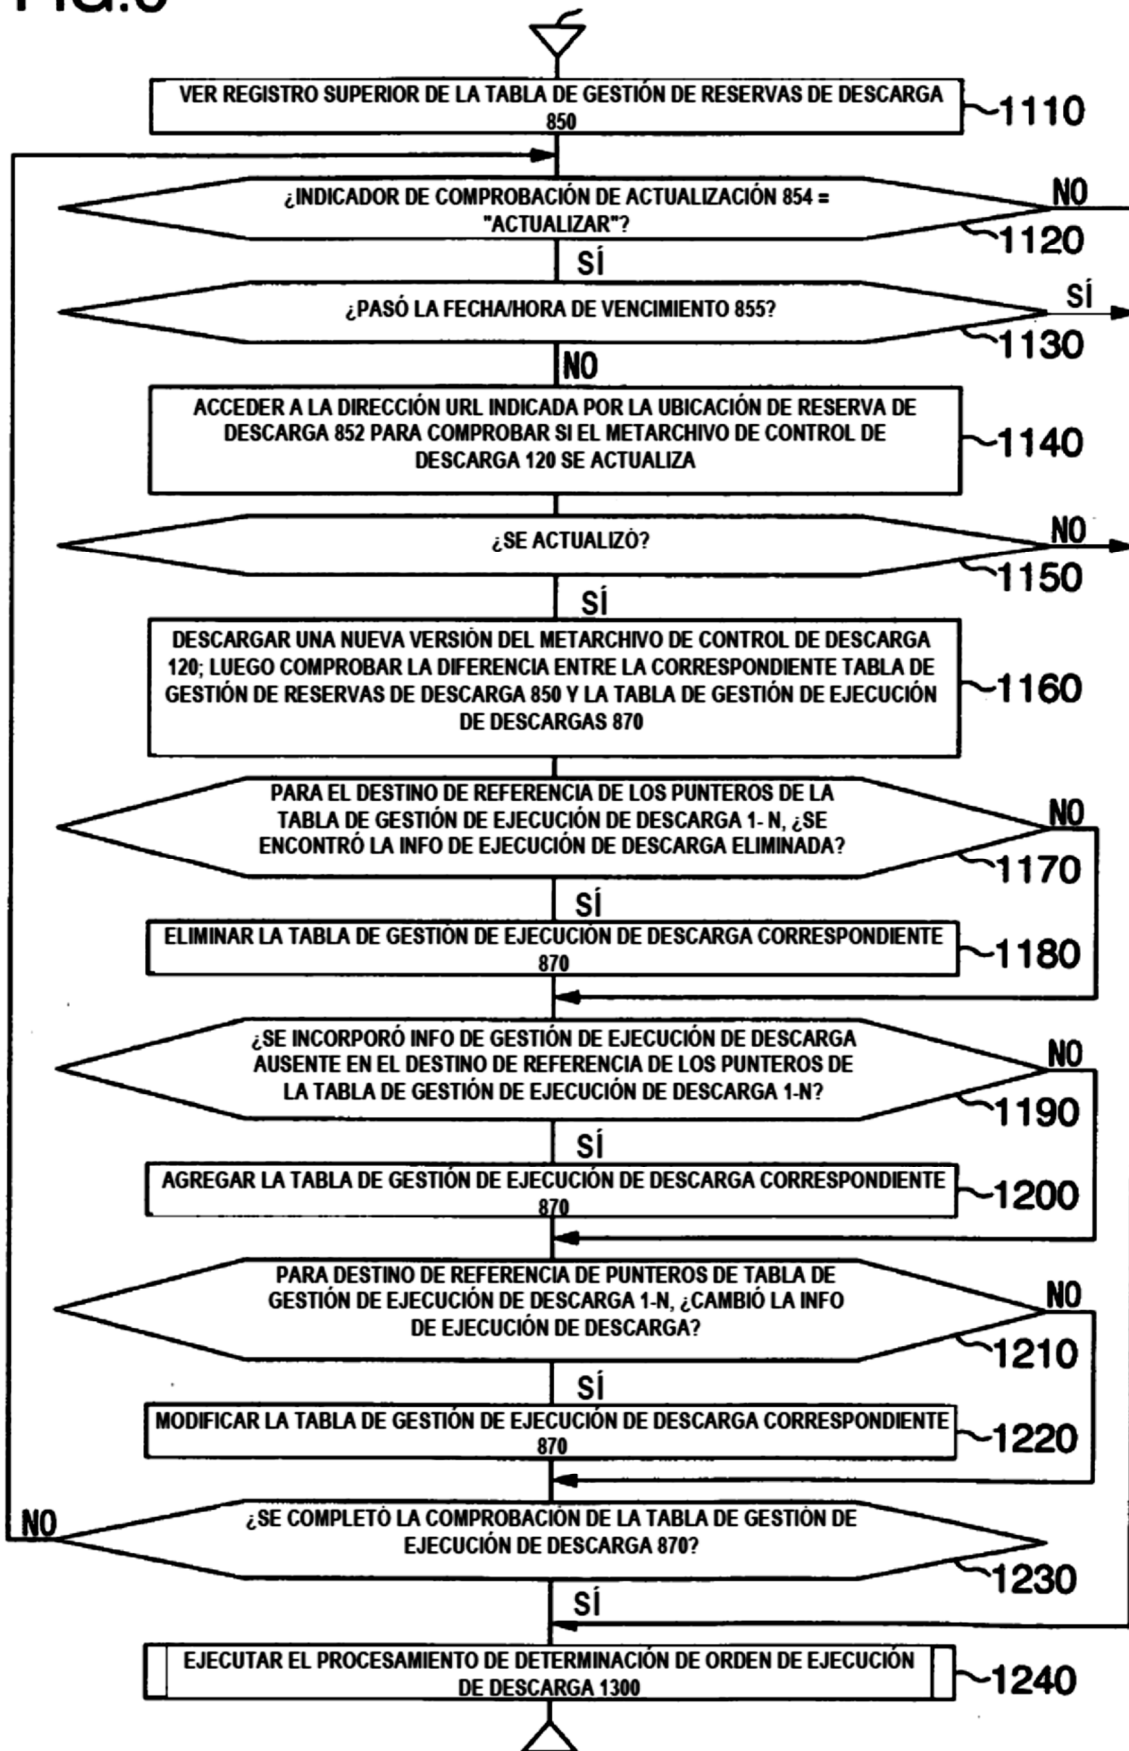 VER REGISTRO SUPERIOR DE LA TABLA DE GESTIÓN DE RESERVAS DE DESCARGA
850
1110
¿INDICADOR DE COMPROBACIÓN DE ACTUALIZACIÓN 854 =
"ACTUALIZAR"?
NO
1120
SÍ
¿PASÓ LA FECHA/HORA DE VENCIMIENTO 855?
SÍ
1130
NO
ACCEDER A LA DIRECCIÓN URL INDICADA POR LA UBICACIÓN DE RESERVA DE
DESCARGA 852 PARA COMPROBAR SI EL METARCHIVO DE CONTROL DE
DESCARGA 120 SE ACTUALIZA
1140
¿SE ACTUALIZÓ?
NO
1150
SÍ
DESCARGAR UNA NUEVA VERSIÓN DEL METARCHIVO DE CONTROL DE DESCARGA
120; LUEGO COMPROBAR LA DIFERENCIA ENTRE LA CORRESPONDIENTE TABLA DE
GESTIÓN DE RESERVAS DE DESCARGA 850 Y LA TABLA DE GESTIÓN DE EJECUCIÓN
DE DESCARGAS 870
1160
PARA EL DESTINO DE REFERENCIA DE LOS PUNTEROS DE LA
TABLA DE GESTIÓN DE EJECUCIÓN DE DESCARGA 1- N, ¿SE
ENCONTRÓ LA INFO DE EJECUCIÓN DE DESCARGA ELIMINADA?
NO
1170
SÍ
ELIMINAR LA TABLA DE GESTIÓN DE EJECUCIÓN DE DESCARGA CORRESPONDIENTE
870
1180
¿SE INCORPORÓ INFO DE GESTIÓN DE EJECUCIÓN DE DESCARGA
AUSENTE EN EL DESTINO DE REFERENCIA DE LOS PUNTEROS DE
LA TABLA DE GESTIÓN DE EJECUCIÓN DE DESCARGA 1-N?
NO
1190
SÍ
AGREGAR LA TABLA DE GESTIÓN DE EJECUCIÓN DE DESCARGA CORRESPONDIENTE
870
1200
PARA DESTINO DE REFERENCIA DE PUNTEROS DE TABLA DE
GESTIÓN DE EJECUCIÓN DE DESCARGA 1-N, ¿CAMBIÓ LA INFO
DE EJECUCIÓN DE DESCARGA?
NO
1210
SÍ
MODIFICAR LA TABLA DE GESTIÓN DE EJECUCIÓN DE DESCARGA CORRESPONDIENTE
870
1220
NO
¿SE COMPLETÓ LA COMPROBACIÓN DE LA TABLA DE GESTIÓN DE
EJECUCIÓN DE DESCARGA 870?
1230
SÍ
EJECUTAR EL PROCESAMIENTO DE DETERMINACIÓN DE ORDEN DE EJECUCIÓN
DE DESCARGA 1300
1240